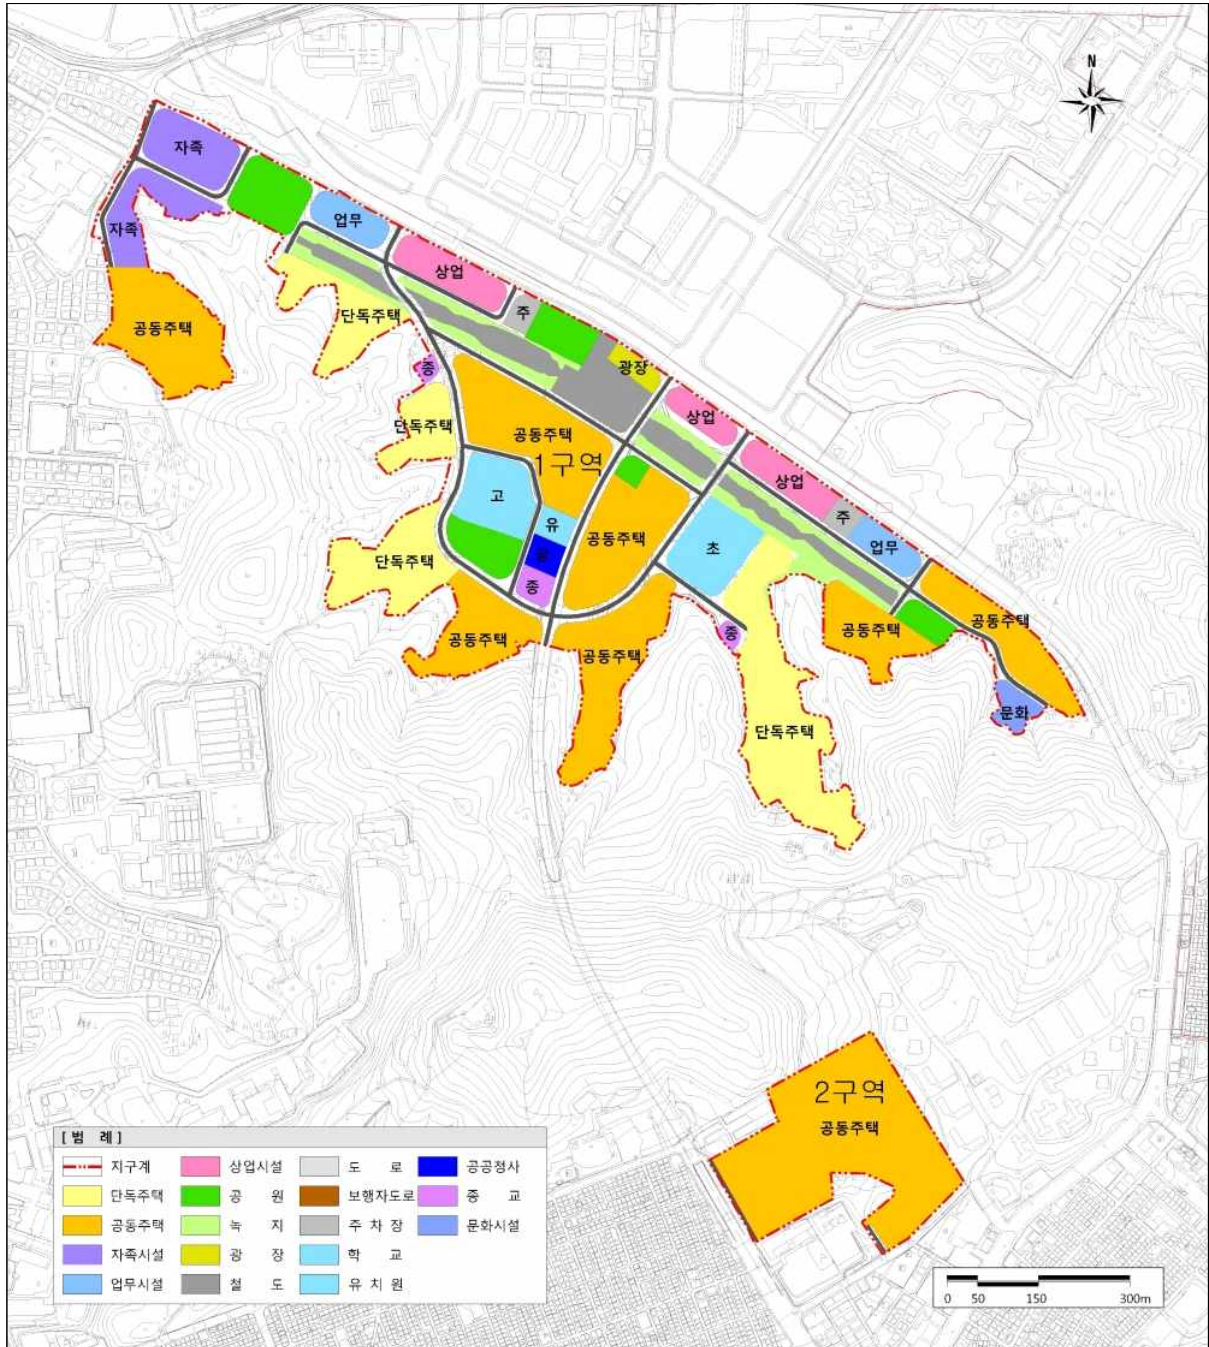 N
자족
자족
업무
상업
주
단독주택
공동주택
광장
종
상업
단독주택
공동주택
1구역
상업
고
주
유
초
업무
공동주택
단독주택
공
종
공동주택
공동주택
공동주택
종
공동주택
공동주택
문화
단독주택
2구역
공동주택
[ 범 례 ]
지구계 상업시설 도 로 공공청사
단독주택 공 원 보행자도로 종 교
공동주택 녹 지 주 차 장 문화시설
자족시설 광 장 학 교
업무시설 철 도 유 치 원
0 50 150 300m